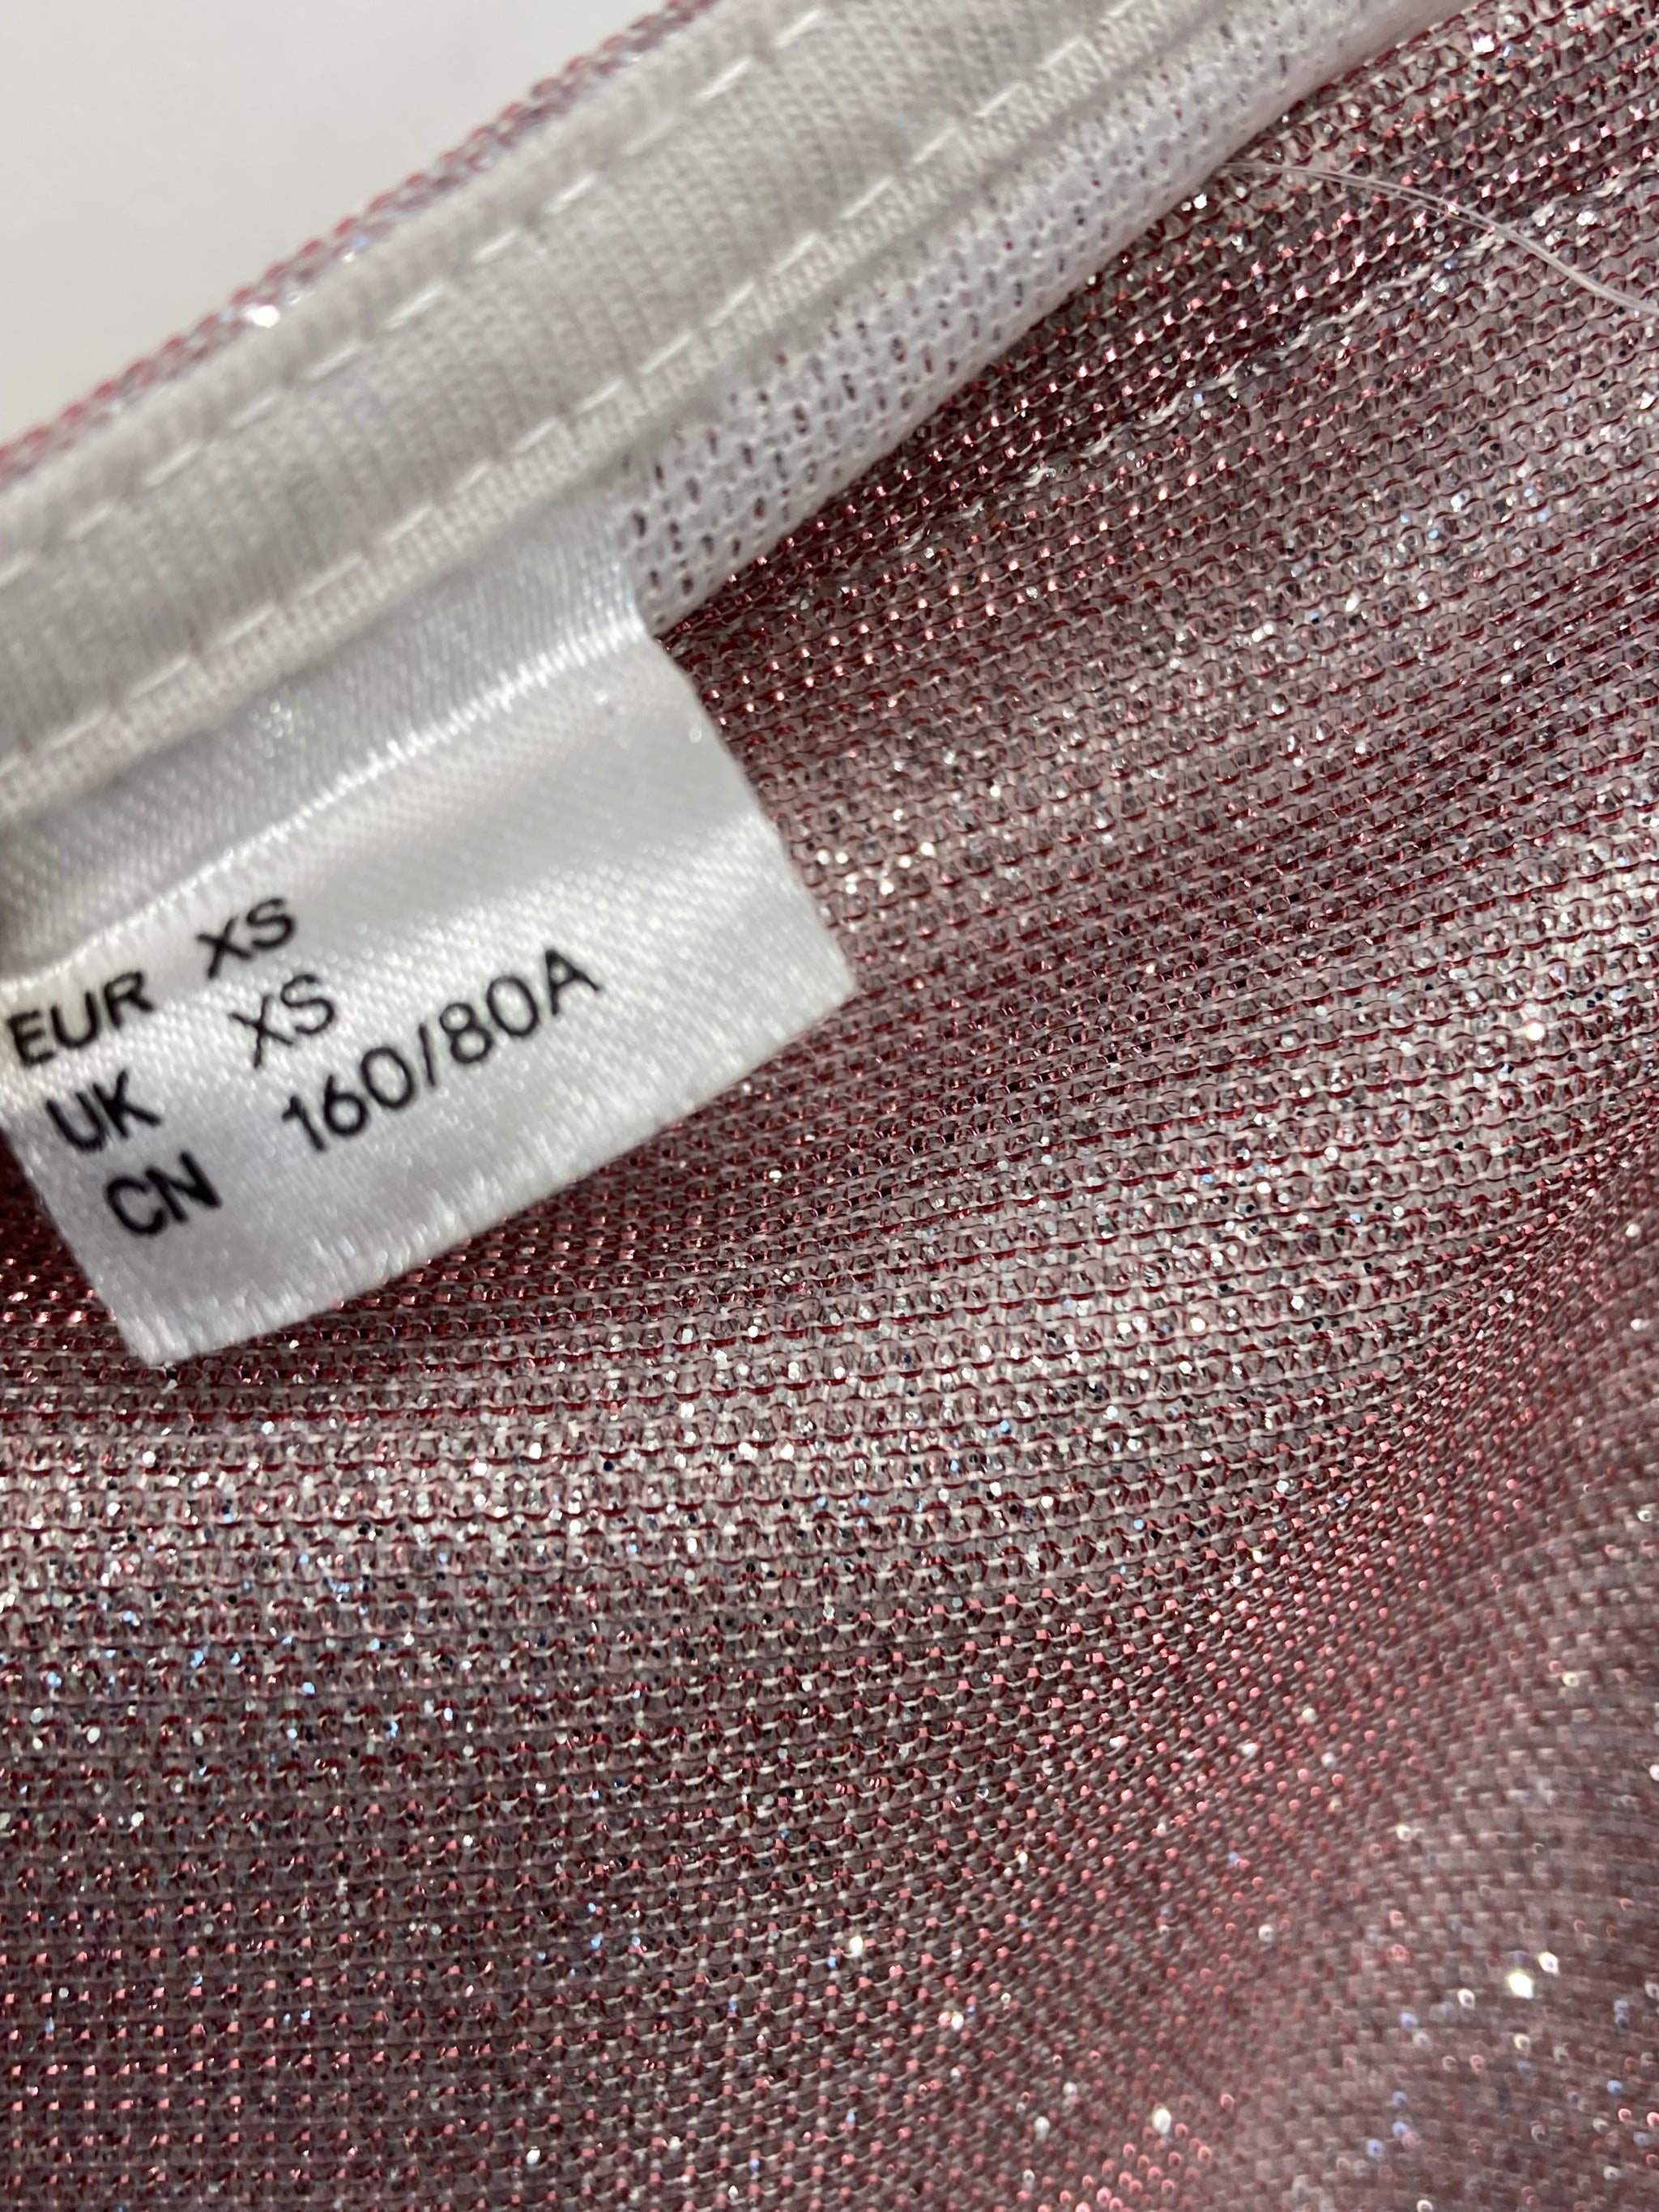 EUR XS
UK XS
CN 160/80A